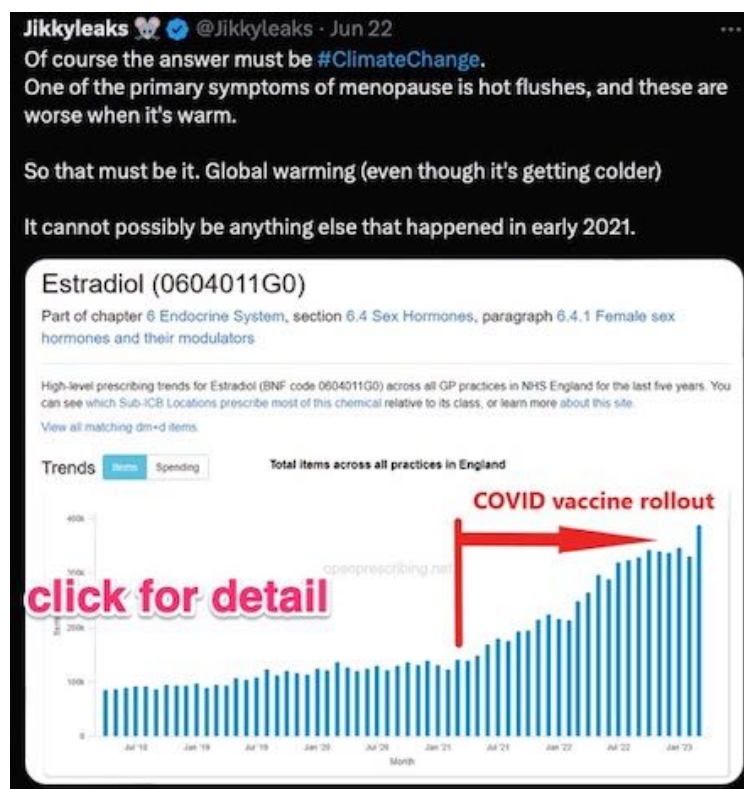 Jikkyleaks 🐭 @Jikkyleaks · Jun 22 ...
Of course the answer must be #ClimateChange.
One of the primary symptoms of menopause is hot flushes, and these are
worse when it's warm.
So that must be it. Global warming (even though it's getting colder)
It cannot possibly be anything else that happened in early 2021.
Estradiol (0604011G0)
Part of chapter 6 Endocrine System, section 6.4 Sex Hormones, paragraph 6.4.1 Female sex
hormones and their modulators
High-level prescribing trends for Estradiol (BNF code 0604011G0) across all GP practices in NHS England for the last five years. You
can see which Sub-ICB Locations prescribe most of this chemical relative to its class, or learn more about this site.
View all matching dm+d items.
Trends Items Spending Total items across all practices in England
COVID vaccine rollout
400k
300k
openprescribing.net
click for detail
200k
100k
0
Jul '18 Jan '19 Jul '19 Jan '20 Jul '20 Jan '21 Jul '21 Jan '22 Jul '22 Jan '23
Month